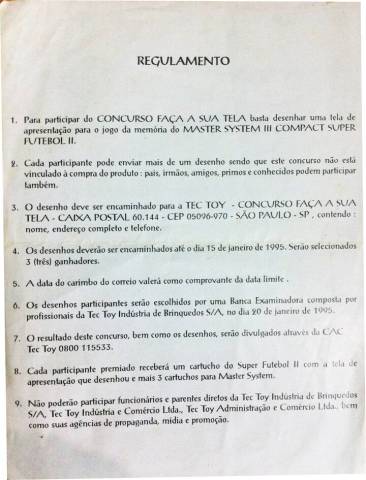 REGULAMENTO
1. Para participar do CONCURSO FAÇA A SUA TELA basta desenhar uma tela de
apresentação para o jogo da memória do MASTER SYSTEM III COMPACT SUPER
FUTEBOL II.
2. Cada participante pode enviar mais de um desenho sendo que este concurso não está
vinculado à compra do produto : pais, irmãos, amigos, primos e conhecidos podem participar
também.
3. O desenho deve ser encaminhado para a TEC TOY - CONCURSO FAÇA A SUA
TELA - CAIXA POSTAL 60.144 - CEP 05096-970 - SÃO PAULO - SP , contendo :
nome, endereço completo e telefone.
4. Os desenhos deverão ser encaminhados até o dia 15 de janeiro de 1995. Serão selecionados
3 (três) ganhadores.
5. A data do carimbo do correio valerá como comprovante da data limite .
6. Os desenhos participantes serão escolhidos por uma Banca Examinadora composta por
profissionais da Tec Toy Indústria de Brinquedos S/A, no dia 20 de janeiro de 1995.
7. O resultado deste concurso, bem como os desenhos, serão divulgados através da CAC
Tec Toy 0800 115533.
8. Cada participante premiado receberá um cartucho do Super Futebol II com a tela de
apresentação que desenhou e mais 3 cartuchos para Master System.
9. Não poderão participar funcionários e parentes diretos da Tec Toy Indústria de Brinquedos
S/A, Tec Toy Indústria e Comércio Ltda., Tec Toy Administração e Comércio Ltda., bem
como suas agências de propaganda, mídia e promoção.